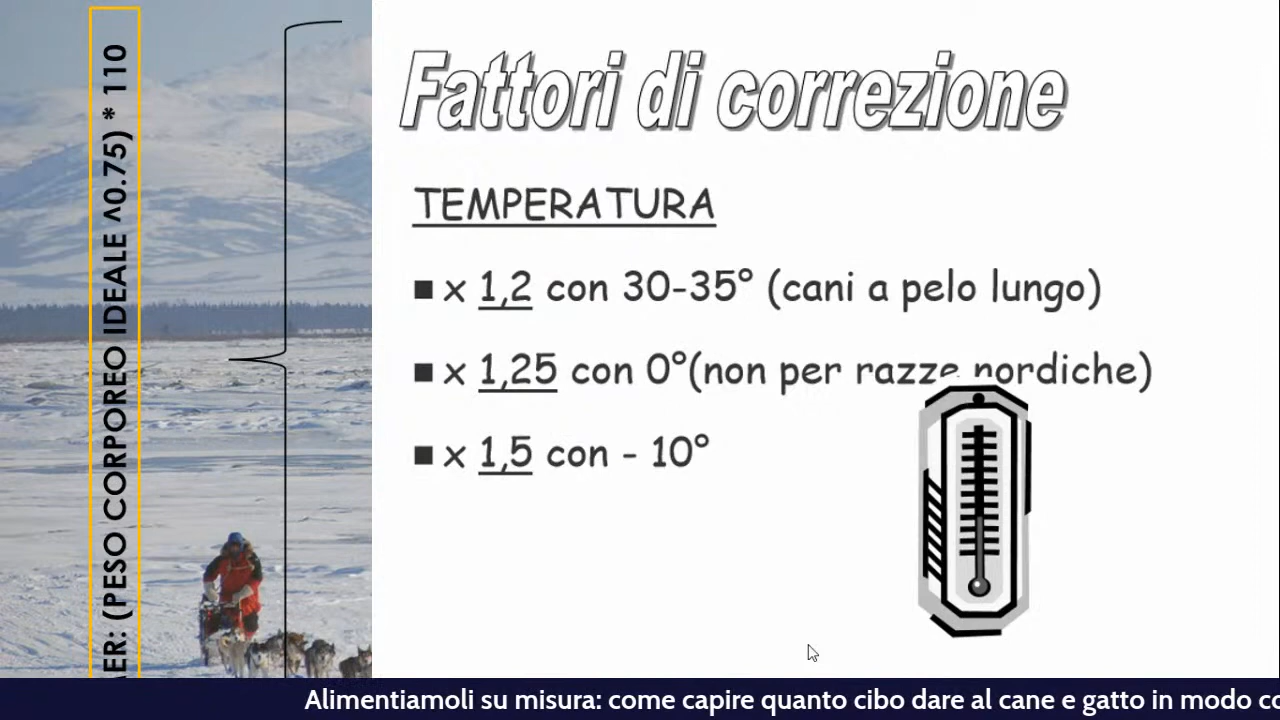 ER: (PESO CORPOREO IDEALE ^0.75) * 110
Fattori di correzione
TEMPERATURA
■ x 1,2 con 30-35° (cani a pelo lungo)
■ x 1,25 con 0°(non per razze nordiche)
■ x 1,5 con - 10°
Alimentiamoli su misura: come capire quanto cibo dare al cane e gatto in modo co